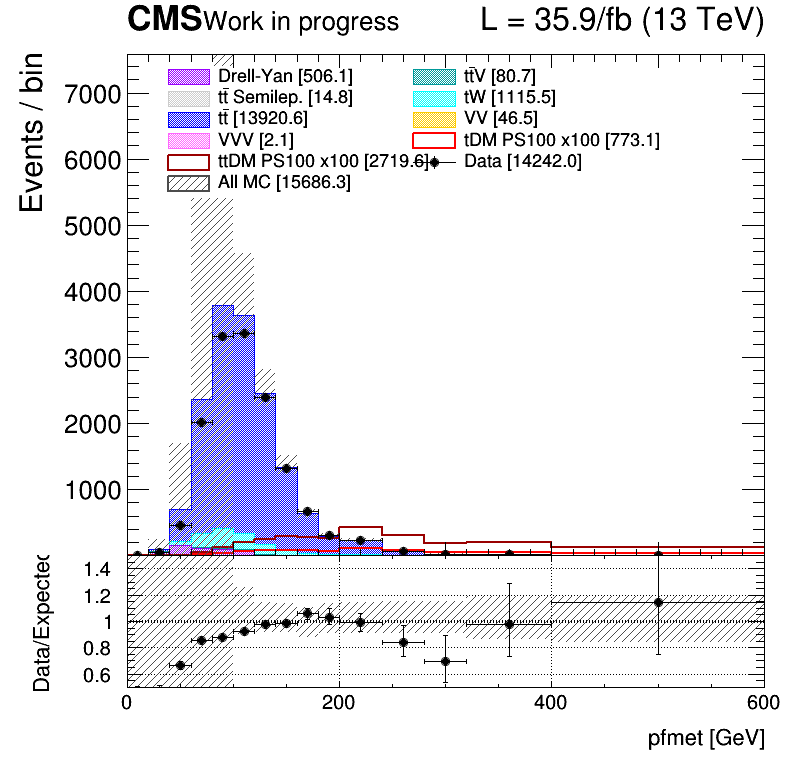 CMS Work in progress L = 35.9/fb (13 TeV)
Events / bin
Drell-Yan [506.1] tt̄V [80.7]
tt̄ Semilep. [14.8] tW [1115.5]
tt̄ [13920.6] VV [46.5]
VVV [2.1] tDM PS100 x100 [773.1]
ttDM PS100 x100 [2719.6] Data [14242.0]
All MC [15686.3]
7000
6000
5000
4000
3000
2000
1000
Data/Expected
1.4
1.2
1
0.8
0.6
0 200 400 600
pfmet [GeV]